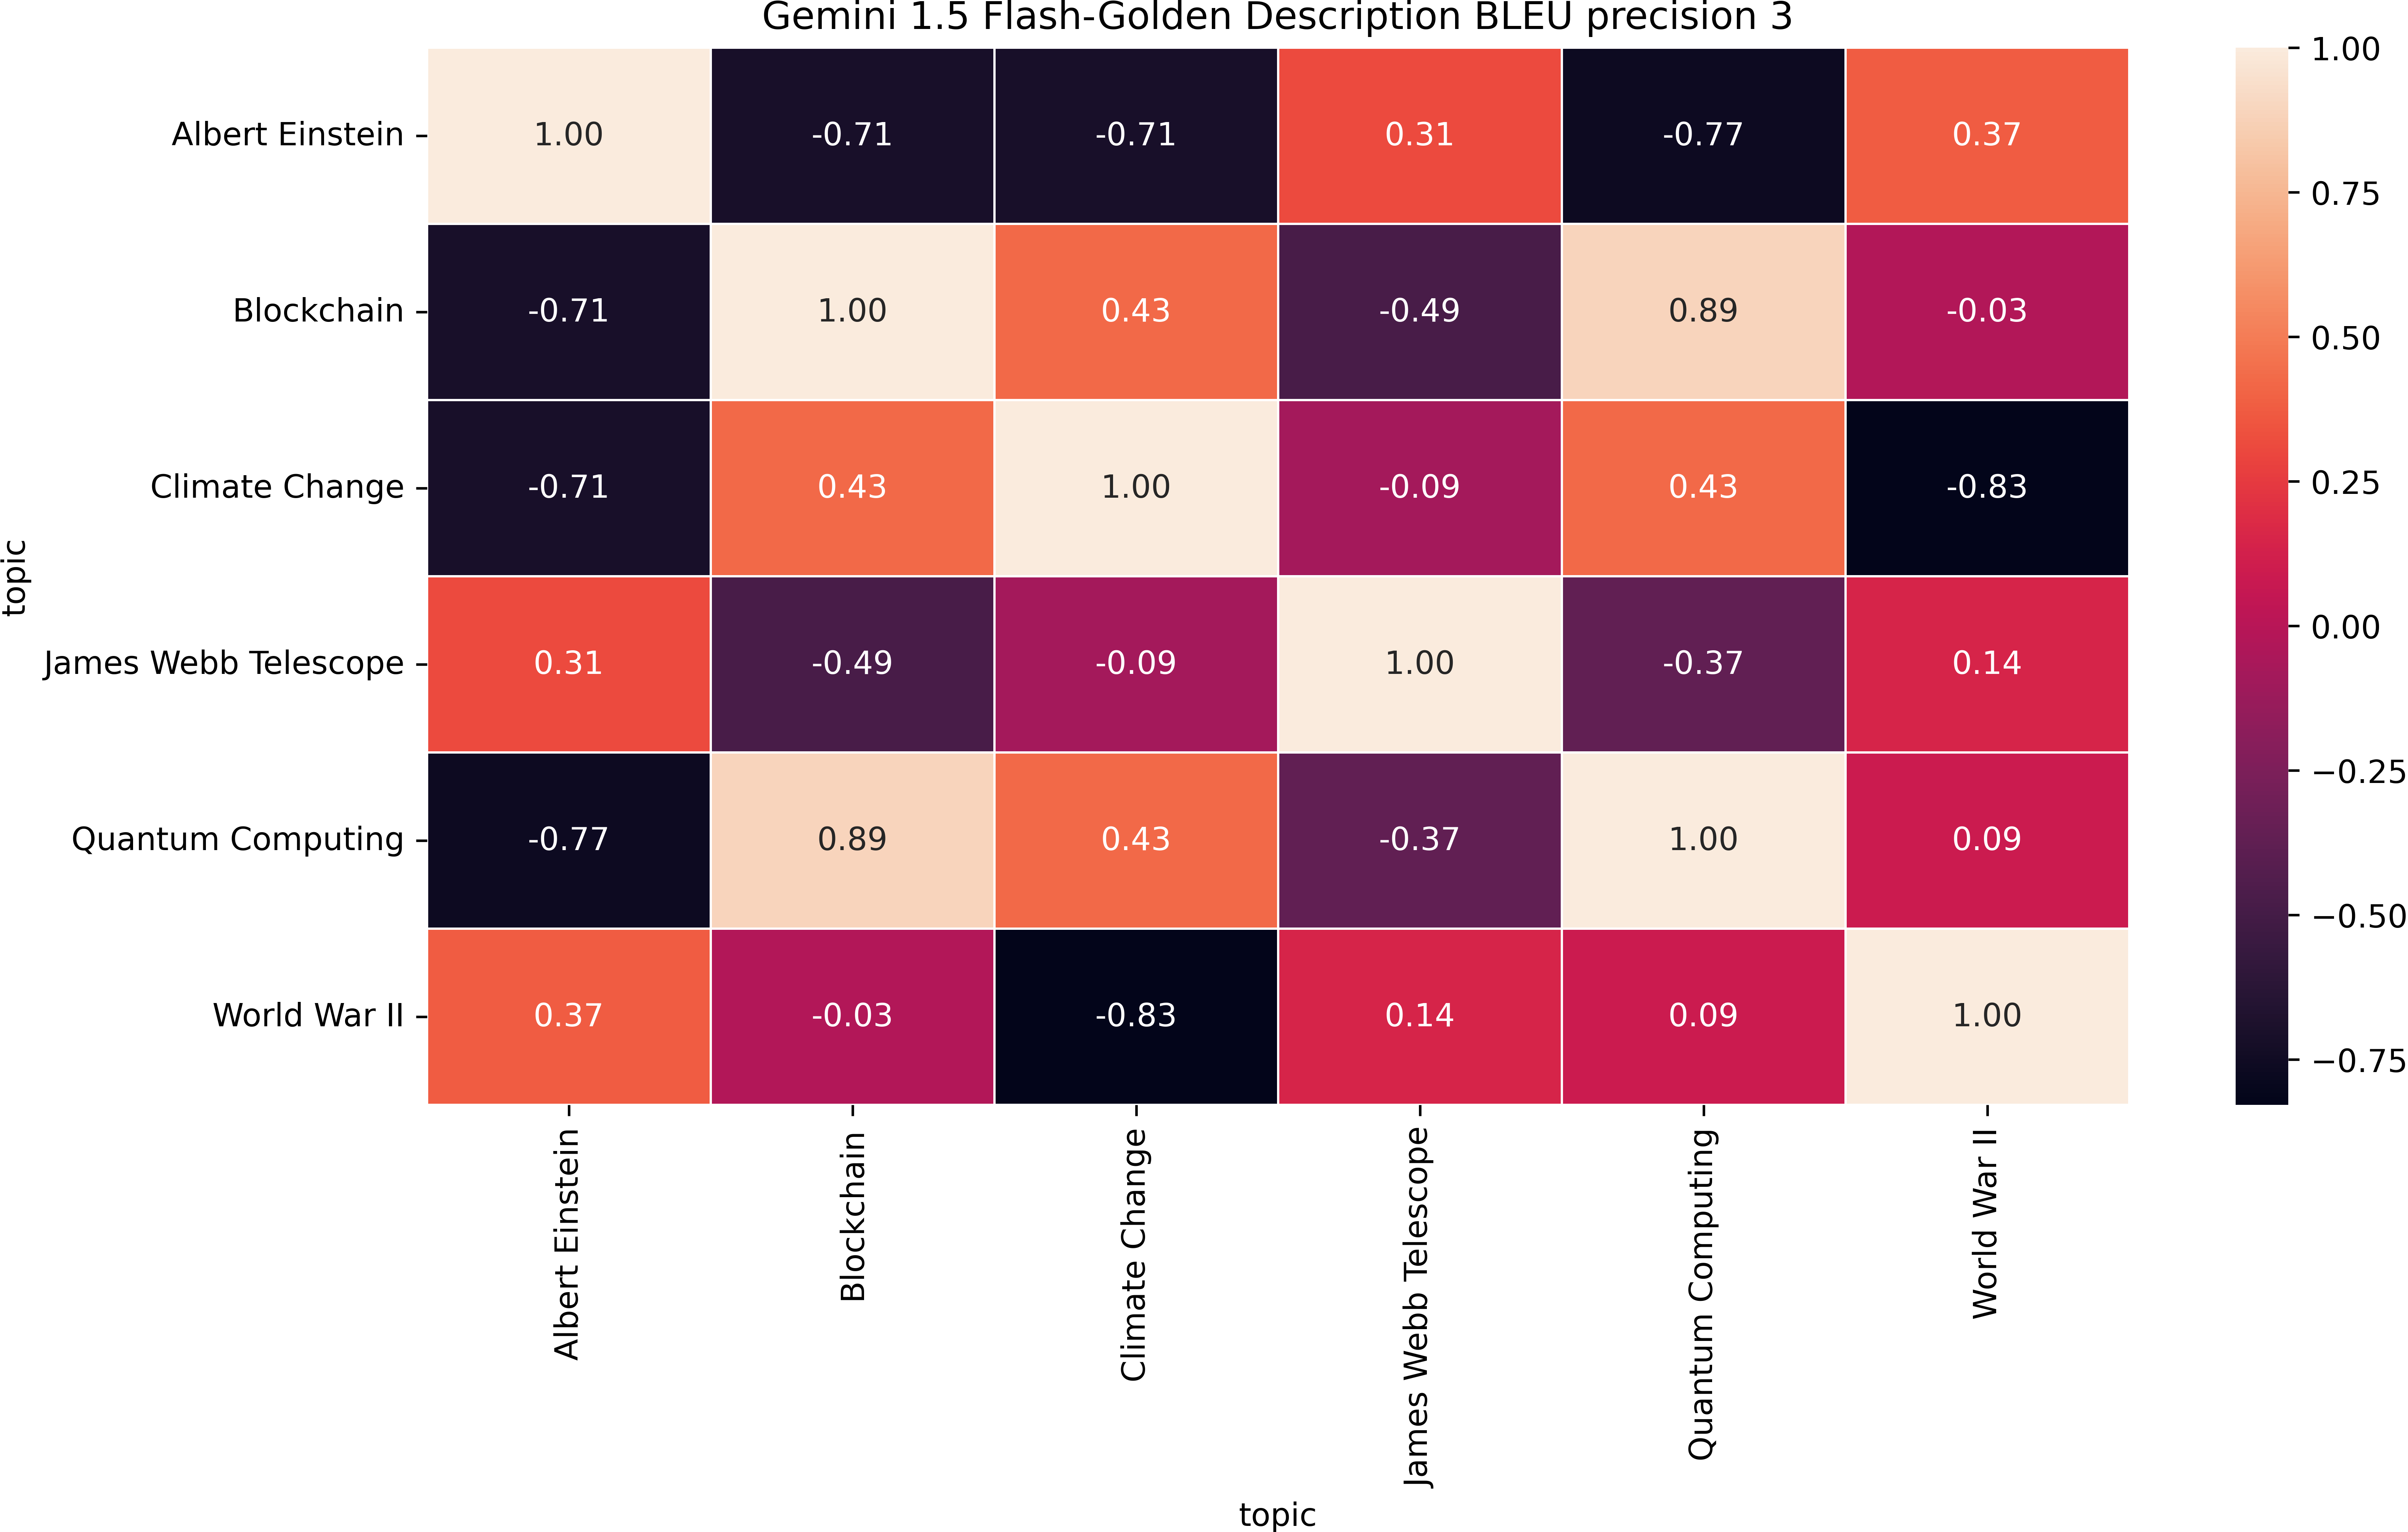 Gemini 1.5 Flash-Golden Description BLEU precision 3
topic
Albert Einstein 1.00 -0.71 -0.71 0.31 -0.77 0.37
Blockchain -0.71 1.00 0.43 -0.49 0.89 -0.03
Climate Change -0.71 0.43 1.00 -0.09 0.43 -0.83
James Webb Telescope 0.31 -0.49 -0.09 1.00 -0.37 0.14
Quantum Computing -0.77 0.89 0.43 -0.37 1.00 0.09
World War II 0.37 -0.03 -0.83 0.14 0.09 1.00
Albert Einstein
Blockchain
Climate Change
James Webb Telescope
Quantum Computing
World War II
topic
1.00
0.75
0.50
0.25
0.00
−0.25
−0.50
−0.75